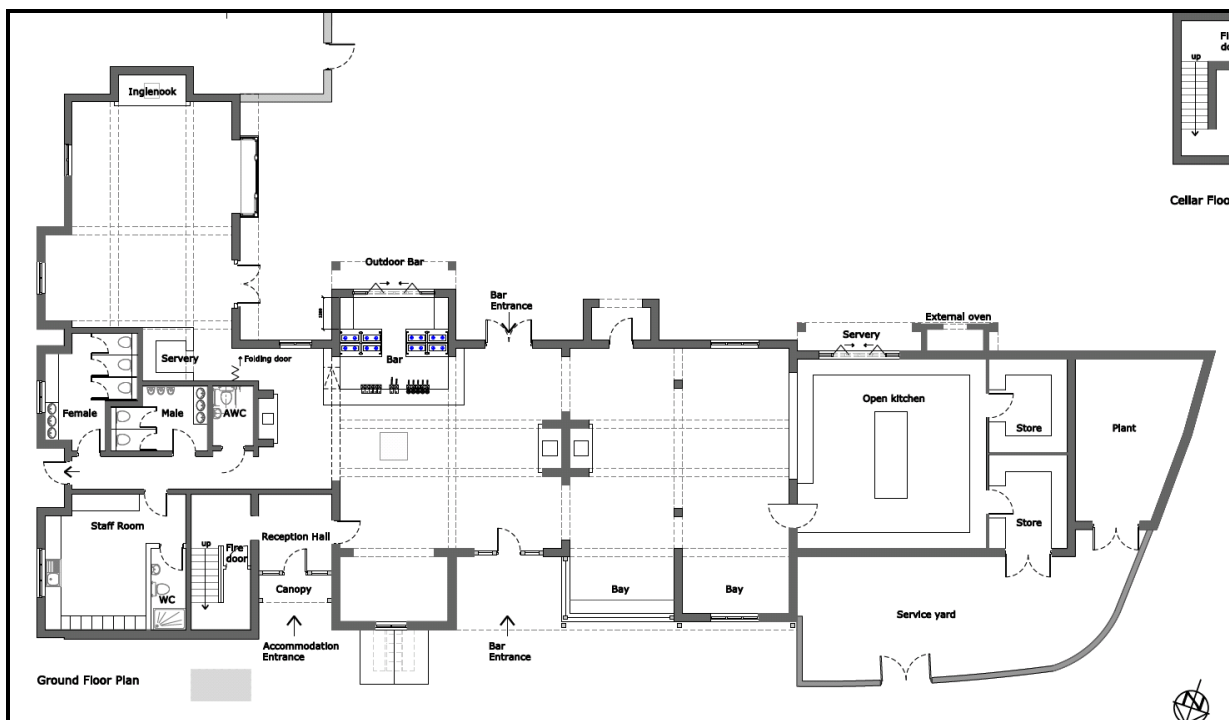 Inglenook
Fi
do
up
Cellar Floo
Outdoor Bar
Bar
Entrance
External oven
Servery
Servery
Folding door
Bar
Female
Male
AWC
Open kitchen
Store
Plant
Store
Staff Room
Reception Hall
up
Fire
door
WC
Canopy
Bay
Bay
Service yard
Accommodation
Entrance
Bar
Entrance
Ground Floor Plan
N